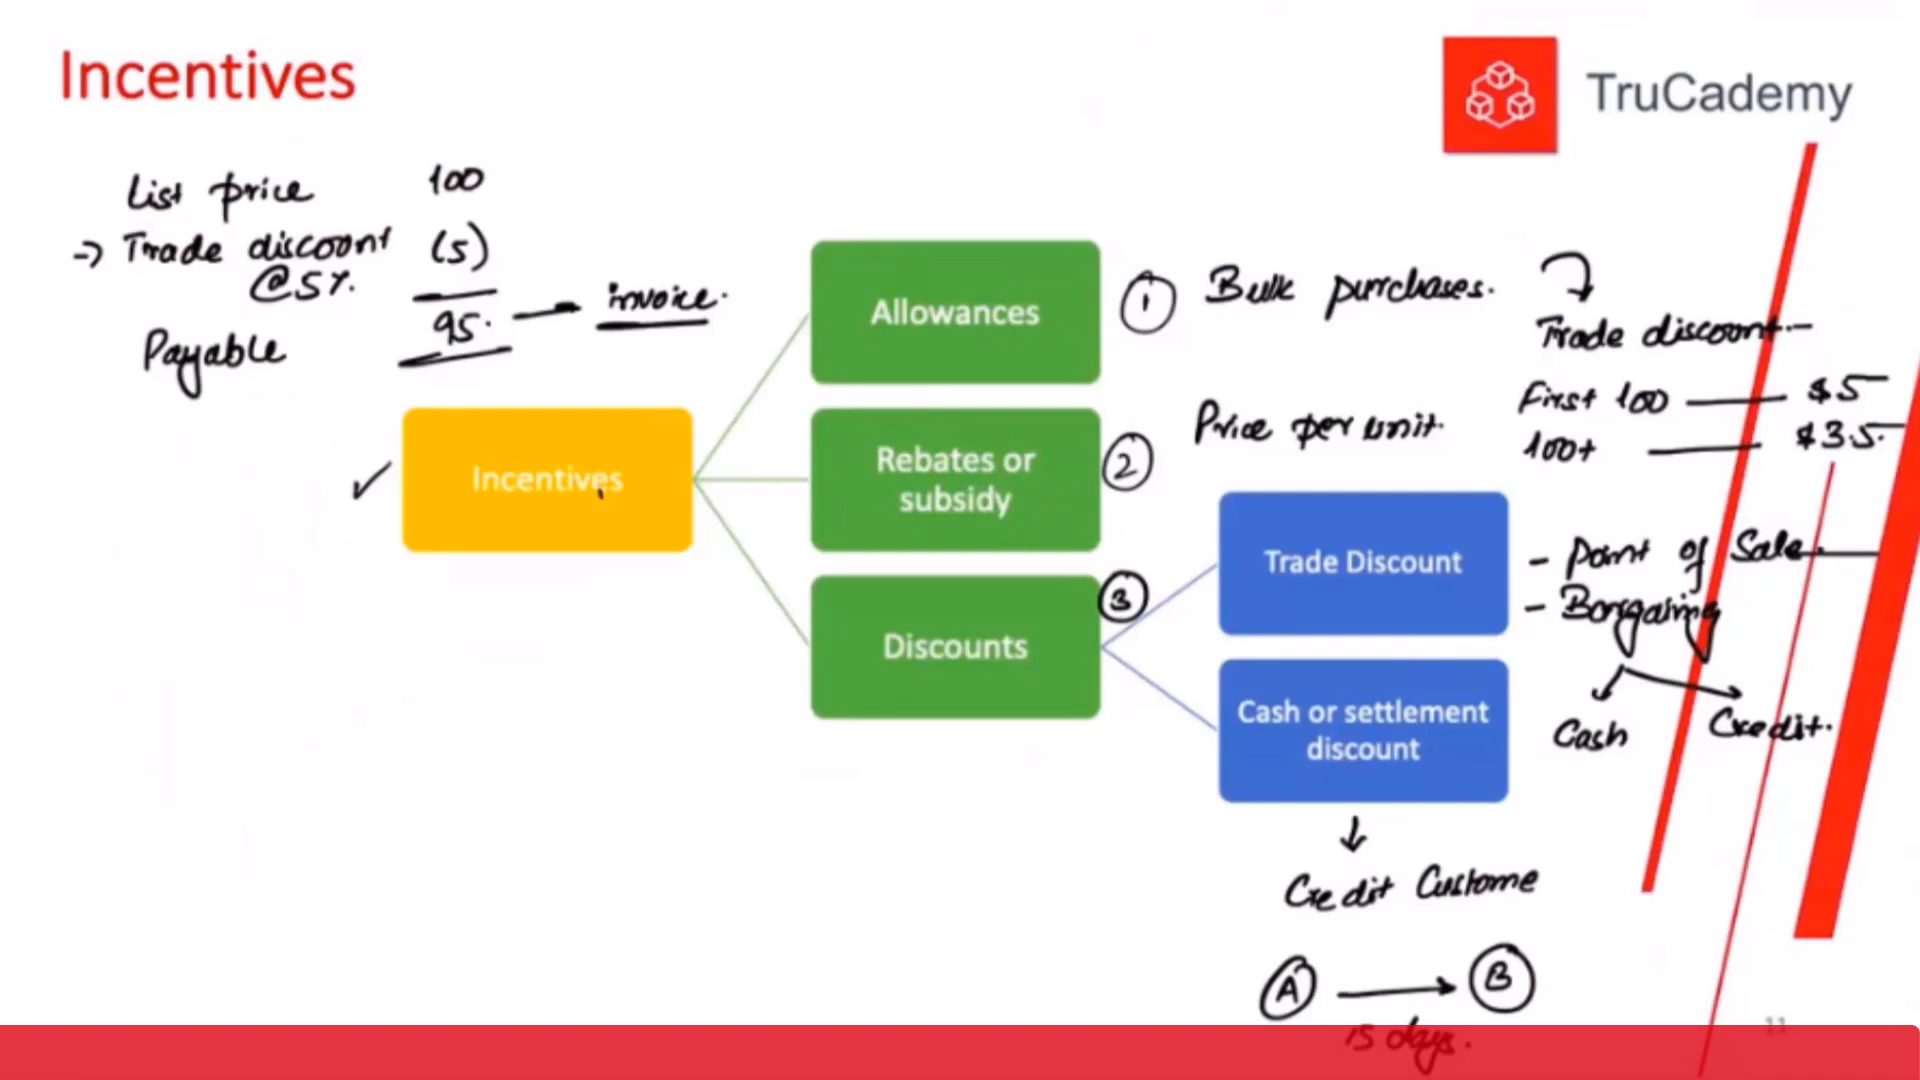 Incentives
TruCademy
List price 100
-> Trade discount (5)
@5%.
Payable 95. — invoice.
Incentives
Allowances
Rebates or
subsidy
Discounts
1 Bulk purchases.
Trade discount.
2 Price per unit.
First 100 — $5
100+ — $3.5.
3
Trade Discount
- Point of Sale.
- Bargaining
Cash Credit.
Cash or settlement
discount
Credit Custome
A → B
15 days.
11